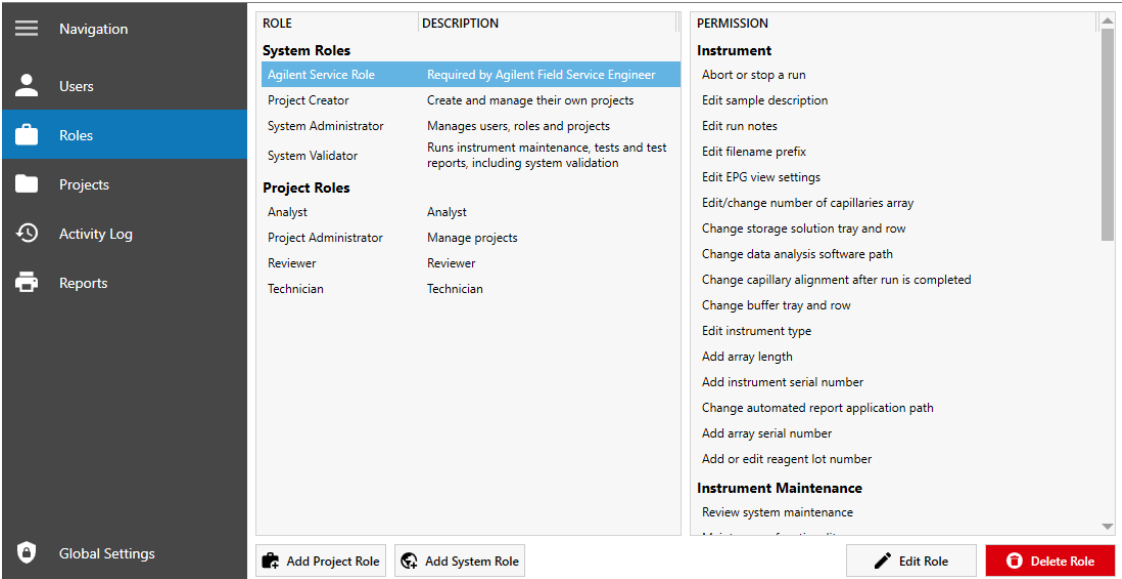 Navigation
Users
Roles
Projects
Activity Log
Reports
Global Settings
ROLE DESCRIPTION
System Roles
Agilent Service Role Required by Agilent Field Service Engineer
Project Creator Create and manage their own projects
System Administrator Manages users, roles and projects
System Validator Runs instrument maintenance, tests and test
reports, including system validation
Project Roles
Analyst Analyst
Project Administrator Manage projects
Reviewer Reviewer
Technician Technician
Add Project Role Add System Role
PERMISSION
Instrument
Abort or stop a run
Edit sample description
Edit run notes
Edit filename prefix
Edit EPG view settings
Edit/change number of capillaries array
Change storage solution tray and row
Change data analysis software path
Change capillary alignment after run is completed
Change buffer tray and row
Edit instrument type
Add array length
Add instrument serial number
Change automated report application path
Add array serial number
Add or edit reagent lot number
Instrument Maintenance
Review system maintenance
Edit Role Delete Role